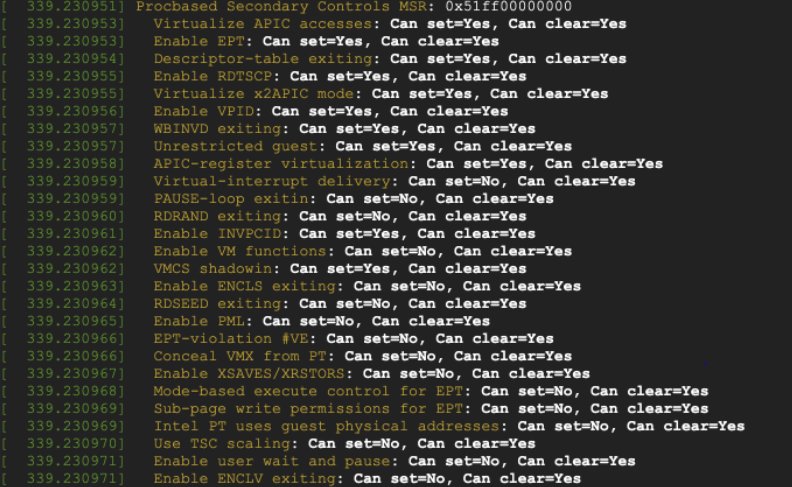 [  339.230951] Procbased Secondary Controls MSR: 0x51ff00000000
[  339.230953]   Virtualize APIC accesses: Can set=Yes, Can clear=Yes
[  339.230953]   Enable EPT: Can set=Yes, Can clear=Yes
[  339.230954]   Descriptor-table exiting: Can set=Yes, Can clear=Yes
[  339.230955]   Enable RDTSCP: Can set=Yes, Can clear=Yes
[  339.230955]   Virtualize x2APIC mode: Can set=Yes, Can clear=Yes
[  339.230956]   Enable VPID: Can set=Yes, Can clear=Yes
[  339.230957]   WBINVD exiting: Can set=Yes, Can clear=Yes
[  339.230957]   Unrestricted guest: Can set=Yes, Can clear=Yes
[  339.230958]   APIC-register virtualization: Can set=Yes, Can clear=Yes
[  339.230959]   Virtual-interrupt delivery: Can set=No, Can clear=Yes
[  339.230959]   PAUSE-loop exitin: Can set=No, Can clear=Yes
[  339.230960]   RDRAND exiting: Can set=No, Can clear=Yes
[  339.230961]   Enable INVPCID: Can set=Yes, Can clear=Yes
[  339.230962]   Enable VM functions: Can set=No, Can clear=Yes
[  339.230962]   VMCS shadowin: Can set=Yes, Can clear=Yes
[  339.230963]   Enable ENCLS exiting: Can set=No, Can clear=Yes
[  339.230964]   RDSEED exiting: Can set=No, Can clear=Yes
[  339.230965]   Enable PML: Can set=No, Can clear=Yes
[  339.230966]   EPT-violation #VE: Can set=No, Can clear=Yes
[  339.230966]   Conceal VMX from PT: Can set=No, Can clear=Yes
[  339.230967]   Enable XSAVES/XRSTORS: Can set=No, Can clear=Yes
[  339.230968]   Mode-based execute control for EPT: Can set=No, Can clear=Yes
[  339.230969]   Sub-page write permissions for EPT: Can set=No, Can clear=Yes
[  339.230969]   Intel PT uses guest physical addresses: Can set=No, Can clear=Yes
[  339.230970]   Use TSC scaling: Can set=No, Can clear=Yes
[  339.230971]   Enable user wait and pause: Can set=No, Can clear=Yes
[  339.230971]   Enable ENCLV exiting: Can set=No, Can clear=Yes